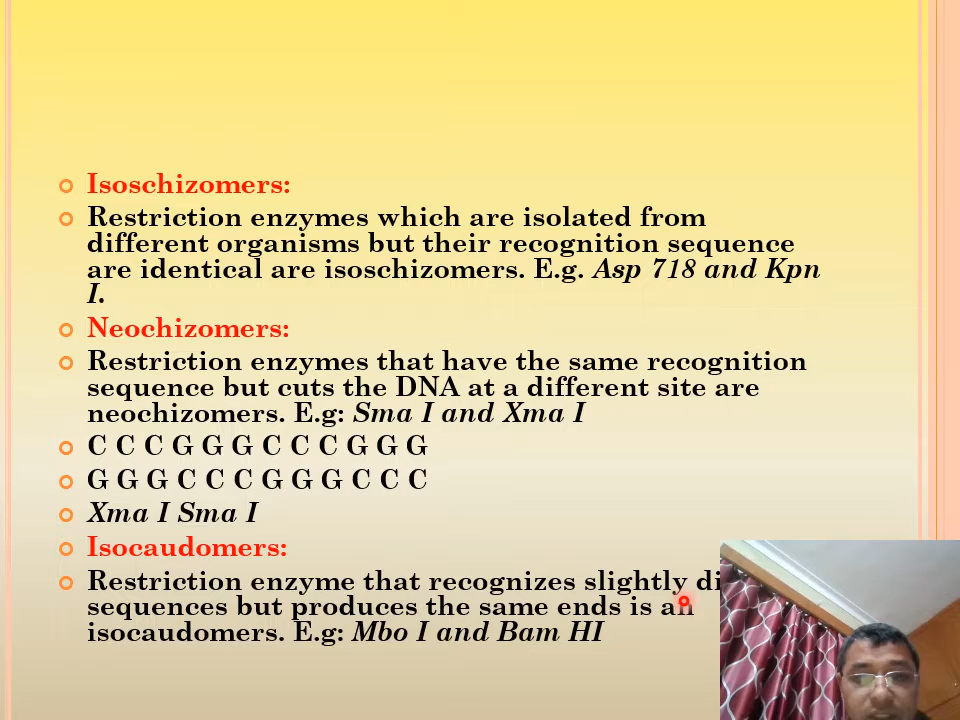 Isoschizomers:
Restriction enzymes which are isolated from
different organisms but their recognition sequence
are identical are isoschizomers. E.g. Asp 718 and Kpn
I.
Neochizomers:
Restriction enzymes that have the same recognition
sequence but cuts the DNA at a different site are
neochizomers. E.g: Sma I and Xma I
C C C G G G C C C G G G
G G G C C C G G G C C C
Xma I Sma I
Isocaudomers:
Restriction enzyme that recognizes slightly
sequences but produces the same ends is an
isocaudomers. E.g: Mbo I and Bam HI